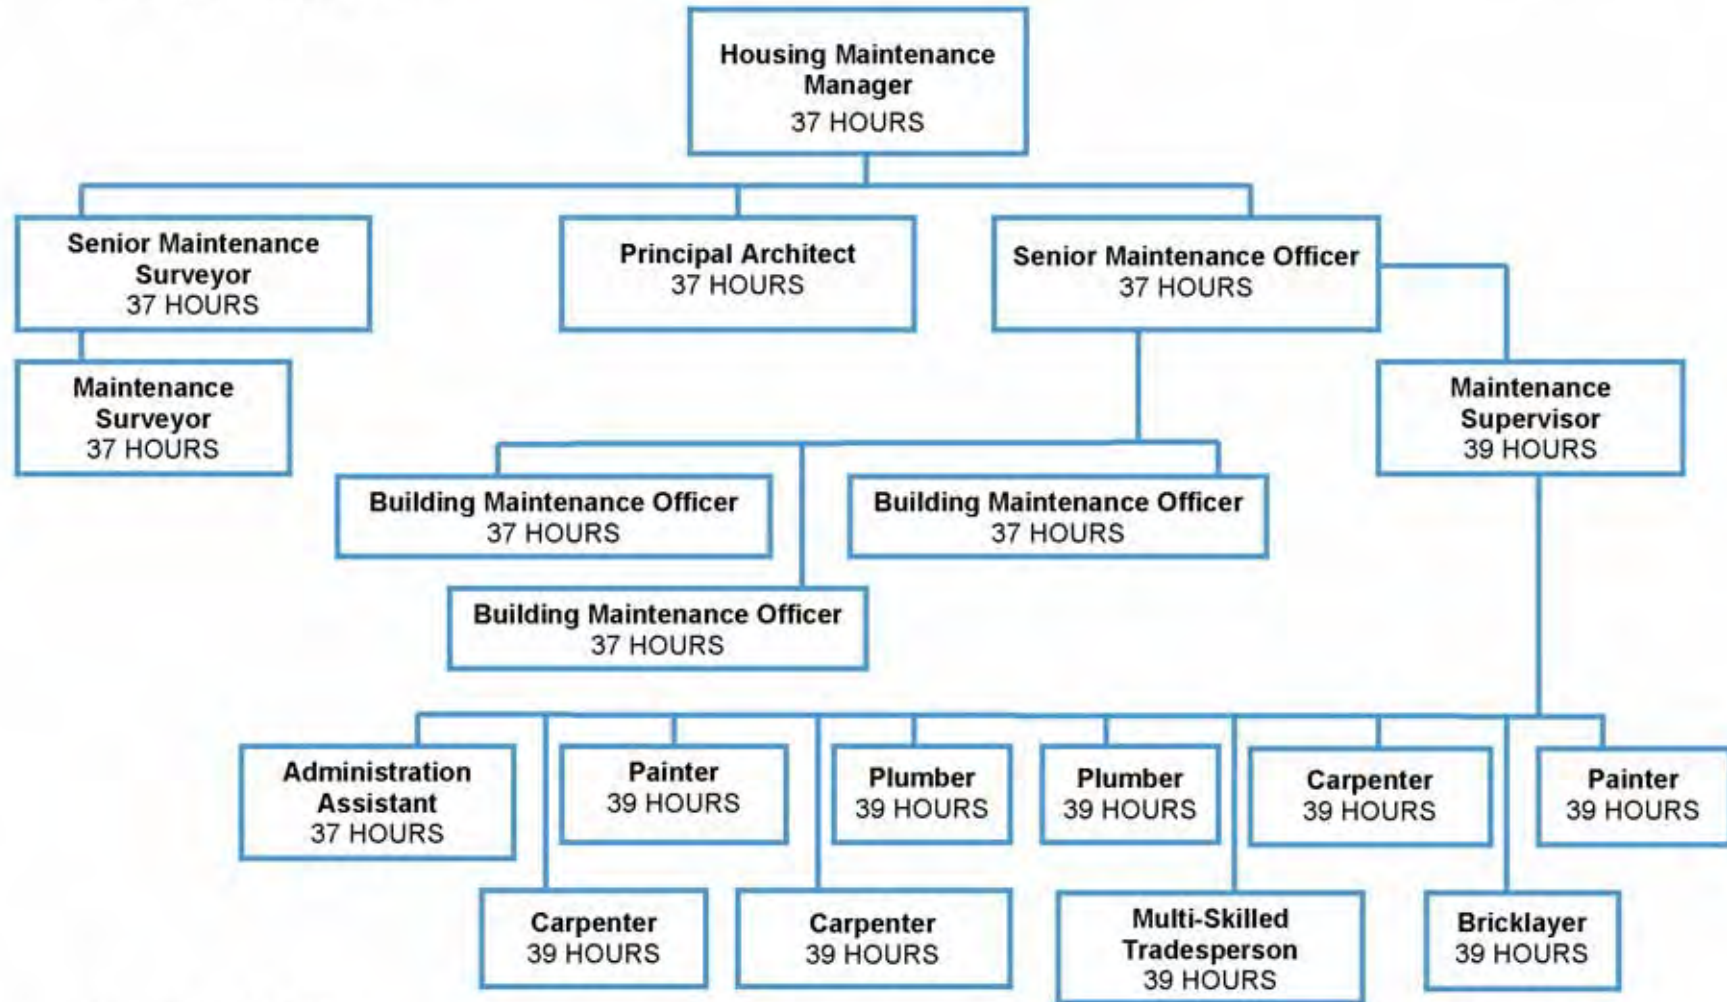 Housing Maintenance
Manager
37 HOURS
Senior Maintenance
Surveyor
37 HOURS
Principal Architect
37 HOURS
Senior Maintenance Officer
37 HOURS
Maintenance
Surveyor
37 HOURS
Maintenance
Supervisor
39 HOURS
Building Maintenance Officer
37 HOURS
Building Maintenance Officer
37 HOURS
Building Maintenance Officer
37 HOURS
Administration
Assistant
37 HOURS
Painter
39 HOURS
Plumber
39 HOURS
Plumber
39 HOURS
Carpenter
39 HOURS
Painter
39 HOURS
Carpenter
39 HOURS
Carpenter
39 HOURS
Multi-Skilled
Tradesperson
39 HOURS
Bricklayer
39 HOURS